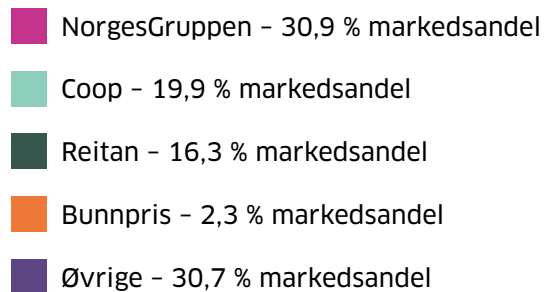 NorgesGruppen – 30,9 % markedsandel
Coop – 19,9 % markedsandel
Reitan – 16,3 % markedsandel
Bunnpris – 2,3 % markedsandel
Øvrige – 30,7 % markedsandel